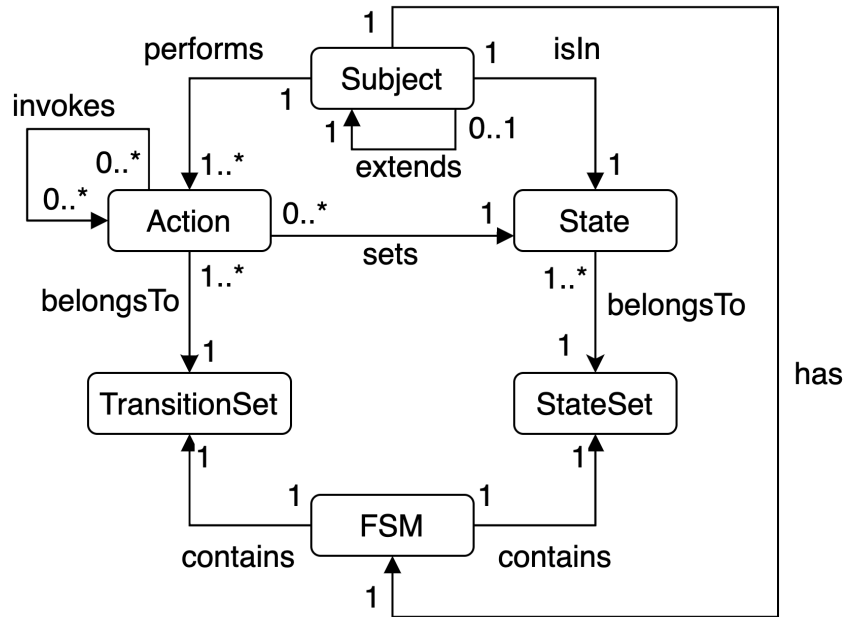 1
performs
1
isIn
Subject
1
1
0..1
invokes
extends
0..*
1..*
1
0..*
0..*
1
Action
State
sets
1..*
1..*
belongsTo
belongsTo
1
1
has
TransitionSet
StateSet
1
1
1
1
FSM
contains
contains
1